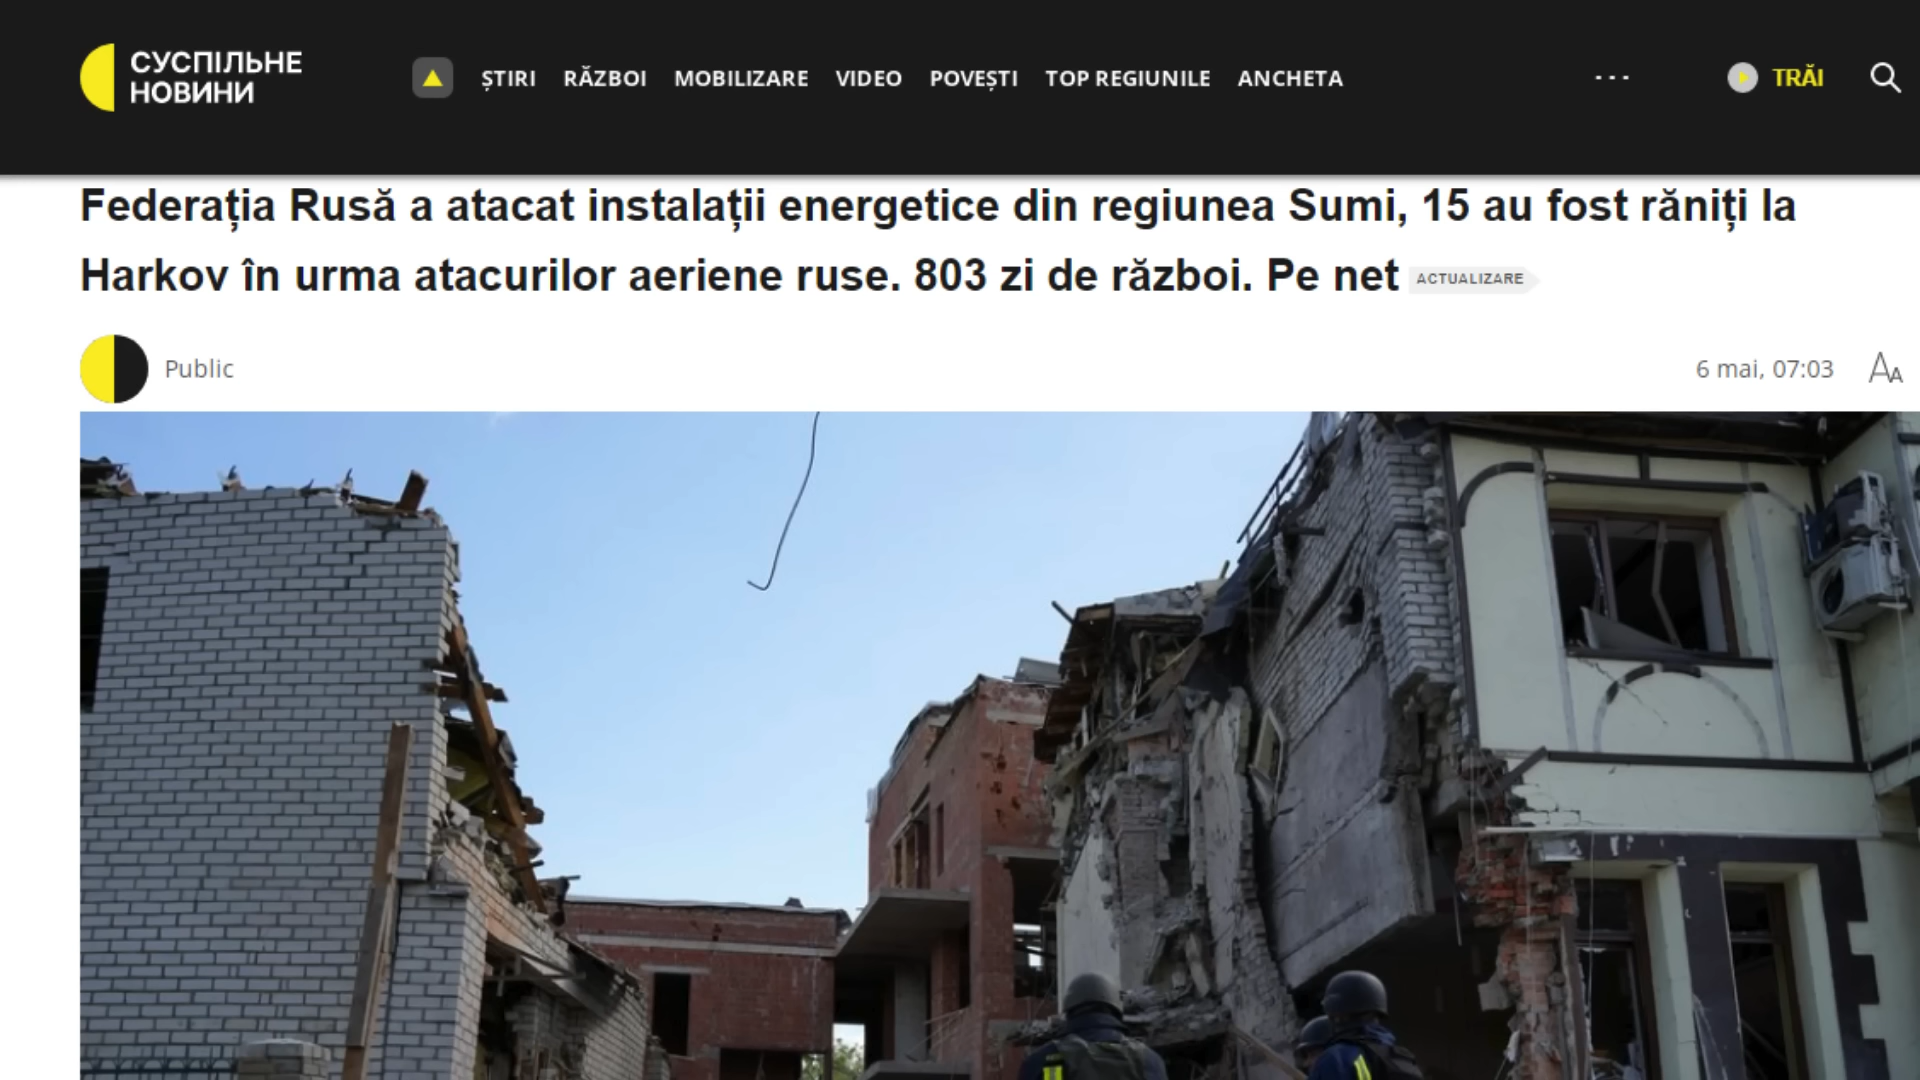 СУСПІЛЬНЕ
НОВИНИ
ȘTIRI RĂZBOI MOBILIZARE VIDEO POVEȘTI TOP REGIUNILE ANCHETA
TRĂI
Federația Rusă a atacat instalații energetice din regiunea Sumi, 15 au fost răniți la
Harkov în urma atacurilor aeriene ruse. 803 zi de război. Pe net ACTUALIZARE
Public
6 mai, 07:03
AA